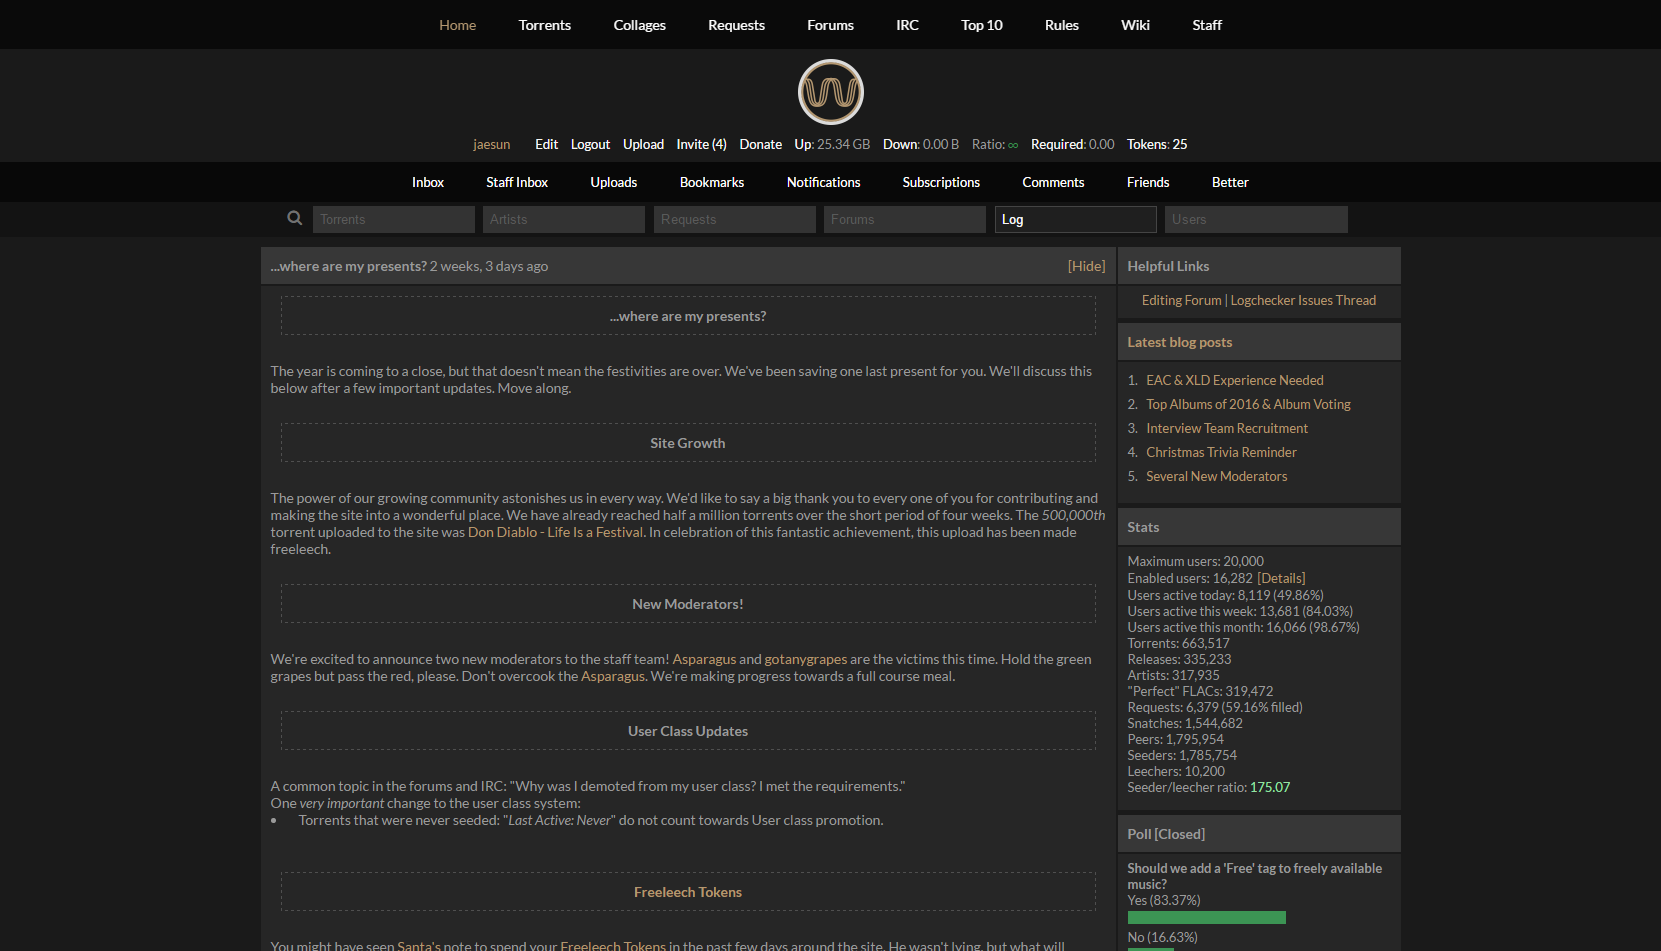 Home Torrents Collages Requests Forums IRC Top 10 Rules Wiki Staff
jaesun Edit Logout Upload Invite (4) Donate Up: 25.34 GB Down: 0.00 B Ratio: ∞ Required: 0.00 Tokens: 25
Inbox Staff Inbox Uploads Bookmarks Notifications Subscriptions Comments Friends Better
Torrents Artists Requests Forums Log Users
...where are my presents? 2 weeks, 3 days ago [Hide]
...where are my presents?
The year is coming to a close, but that doesn't mean the festivities are over. We've been saving one last present for you. We'll discuss this
below after a few important updates. Move along.
Site Growth
The power of our growing community astonishes us in every way. We'd like to say a big thank you to every one of you for contributing and
making the site into a wonderful place. We have already reached half a million torrents over the short period of four weeks. The 500,000th
torrent uploaded to the site was Don Diablo - Life Is a Festival. In celebration of this fantastic achievement, this upload has been made
freeleech.
New Moderators!
We're excited to announce two new moderators to the staff team! Asparagus and gotanygrapes are the victims this time. Hold the green
grapes but pass the red, please. Don't overcook the Asparagus. We're making progress towards a full course meal.
User Class Updates
A common topic in the forums and IRC: "Why was I demoted from my user class? I met the requirements."
One very important change to the user class system:
• Torrents that were never seeded: "Last Active: Never" do not count towards User class promotion.
Freeleech Tokens
You might have seen Santa's note to spend your Freeleech Tokens in the past few days around the site. He wasn't lying, but what will
Helpful Links
Editing Forum | Logchecker Issues Thread
Latest blog posts
1. EAC & XLD Experience Needed
2. Top Albums of 2016 & Album Voting
3. Interview Team Recruitment
4. Christmas Trivia Reminder
5. Several New Moderators
Stats
Maximum users: 20,000
Enabled users: 16,282 [Details]
Users active today: 8,119 (49.86%)
Users active this week: 13,681 (84.03%)
Users active this month: 16,066 (98.67%)
Torrents: 663,517
Releases: 335,233
Artists: 317,935
"Perfect" FLACs: 319,472
Requests: 6,379 (59.16% filled)
Snatches: 1,544,682
Peers: 1,795,954
Seeders: 1,785,754
Leechers: 10,200
Seeder/leecher ratio: 175.07
Poll [Closed]
Should we add a 'Free' tag to freely available
music?
Yes (83.37%)
No (16.63%)